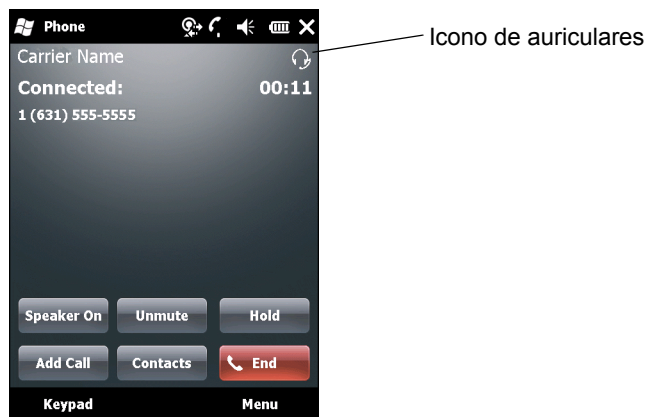 Phone
Icono de auriculares
Carrier Name
Connected: 00:11
1 (631) 555-5555
Speaker On Unmute Hold
Add Call Contacts End
Keypad Menu